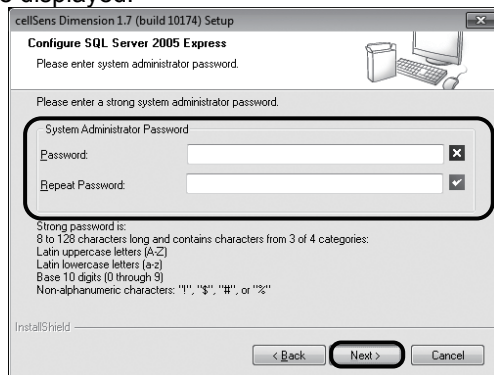 displayed.
cellSens Dimension 1.7 (build 10174) Setup
Configure SQL Server 2005 Express
Please enter system administrator password.
Please enter a strong system administrator password.
System Administrator Password
Password:
Repeat Password:
Strong password is:
8 to 128 characters long and contains characters from 3 of 4 categories:
Latin uppercase letters (A-Z)
Latin lowercase letters (a-z)
Base 10 digits (0 through 9)
Non-alphanumeric characters: "!", "$", "#", or "%"
InstallShield
< Back Next > Cancel